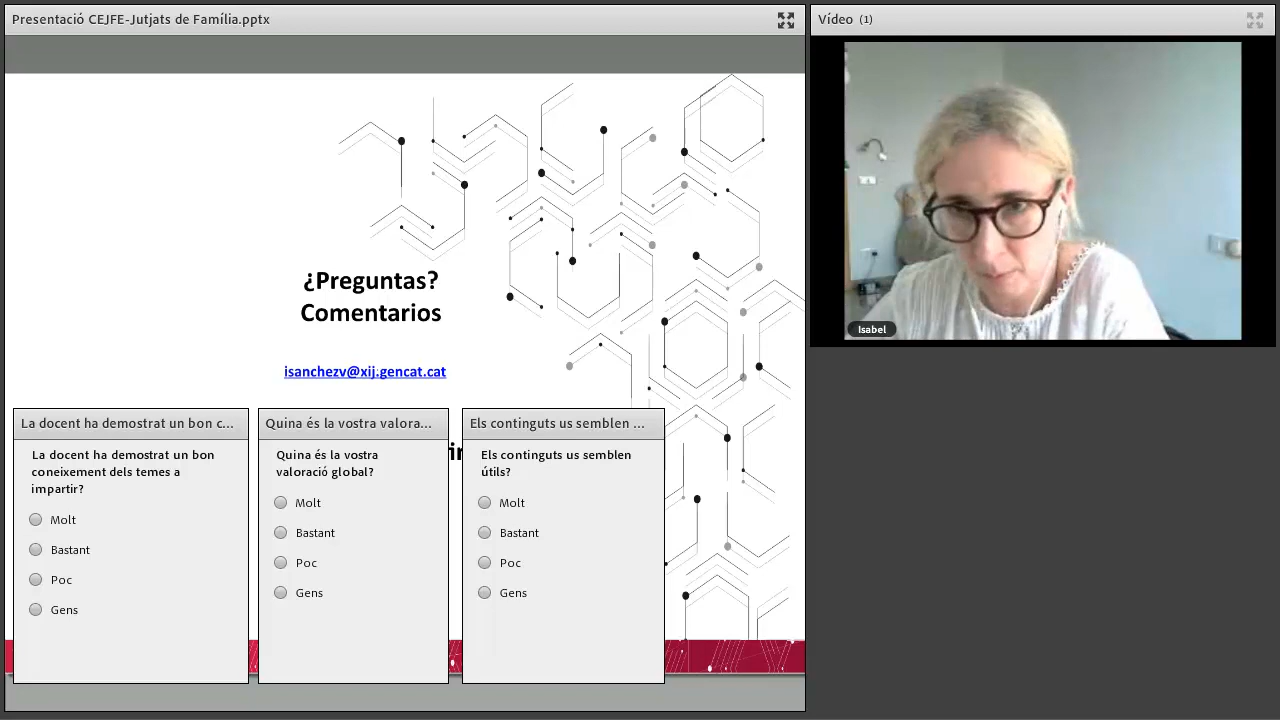 Presentació CEJFE-Jutjats de Família.pptx
Vídeo (1)
¿Preguntas?
Comentarios
isanchezv@xij.gencat.cat
La docent ha demostrat un bon c...
La docent ha demostrat un bon
coneixement dels temes a
impartir?
Molt
Bastant
Poc
Gens
Quina és la vostra valora...
Quina és la vostra
valoració global?
Molt
Bastant
Poc
Gens
Els continguts us semblen ...
Els continguts us semblen
útils?
Molt
Bastant
Poc
Gens
Isabel